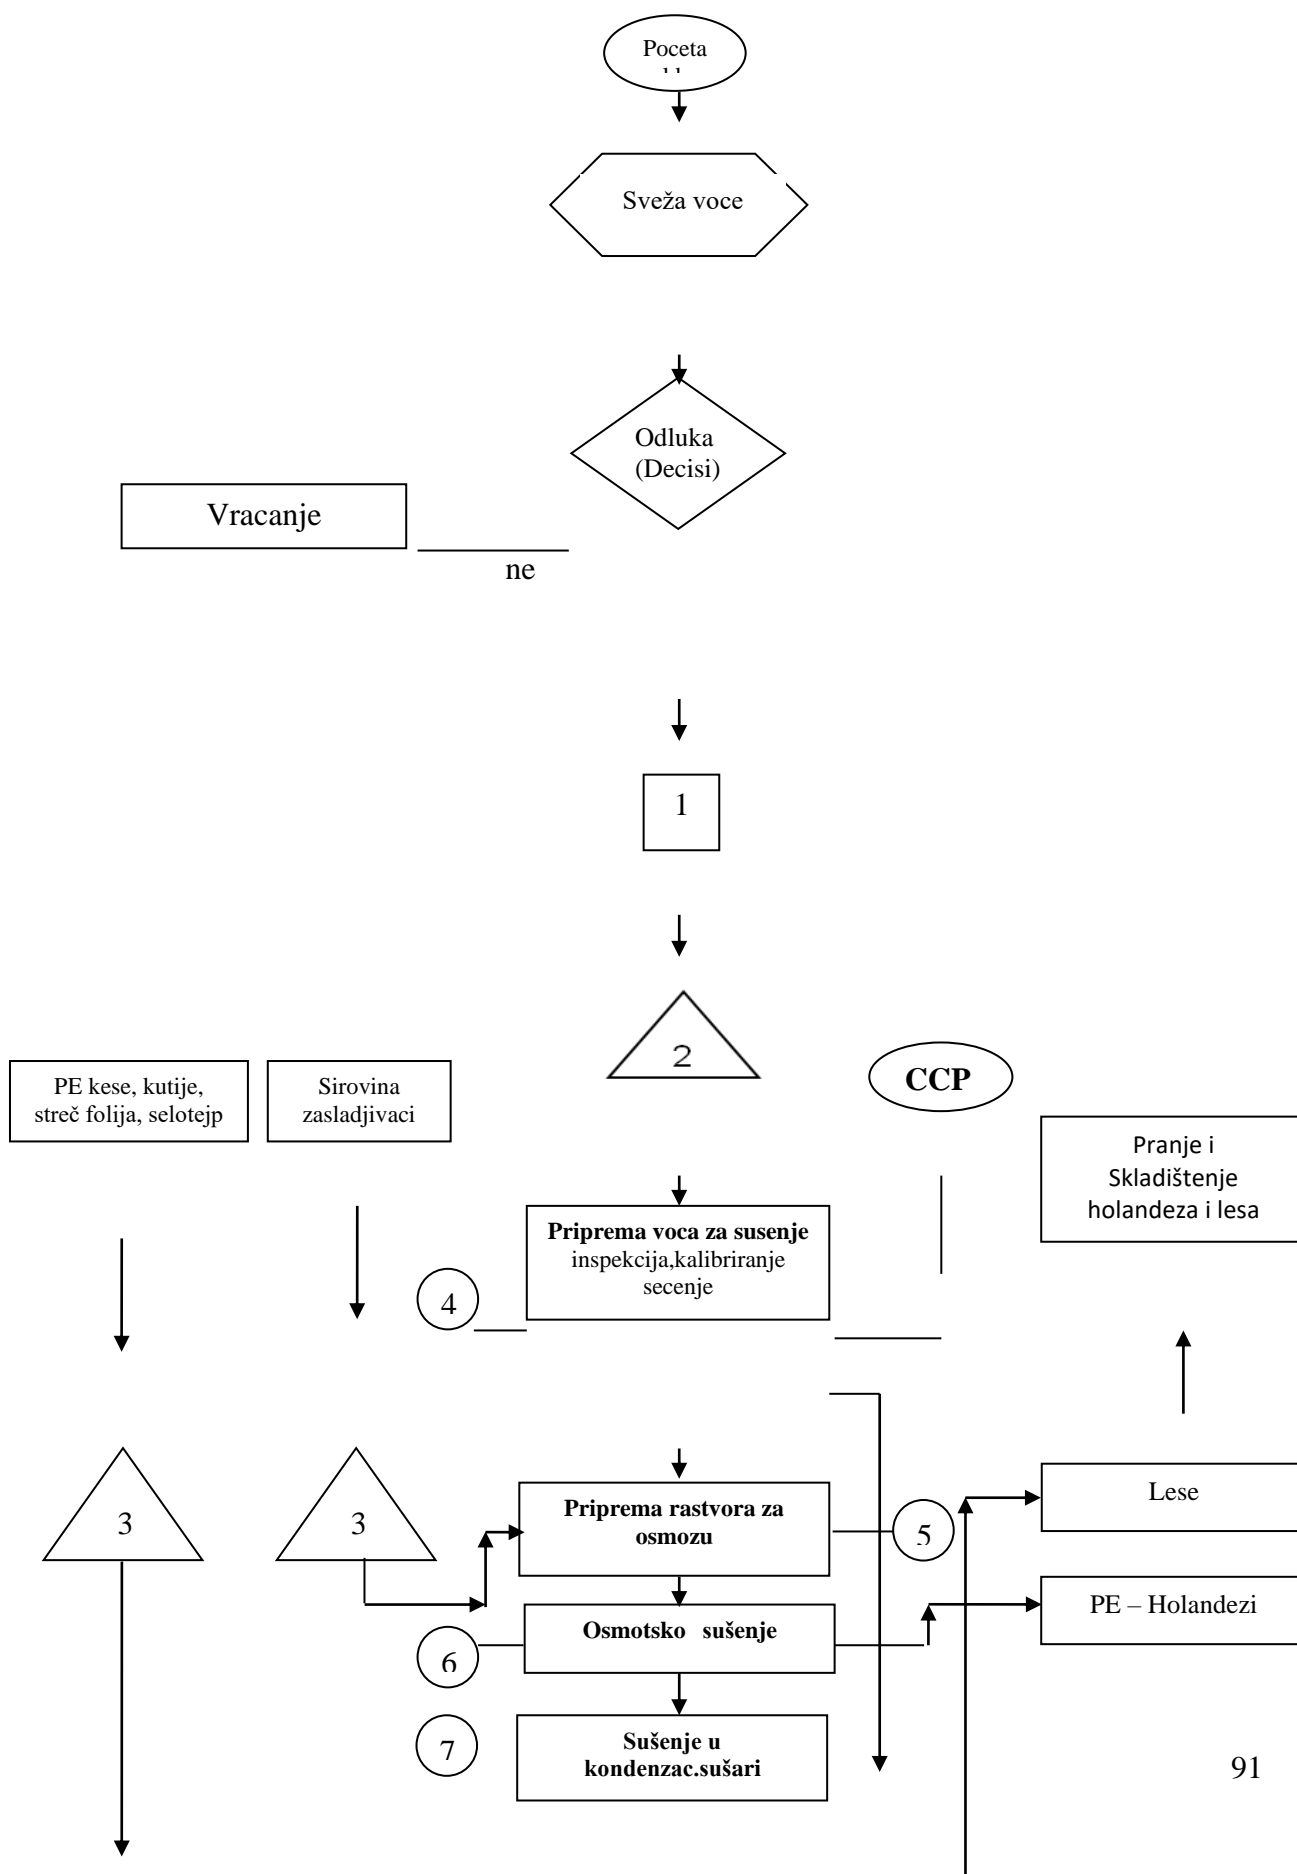 Poceta
Sveža voce
Odluka
(Decisi)
Vracanje
ne
1
2
CCP
PE kese, kutije,
streč folija, selotejp
Sirovina
zasladjivaci
Pranje i
Skladištenje
holandeza i lesa
Priprema voca za susenje
inspekcija,kalibriranje
secenje
4
3
3
Priprema rastvora za
osmozu
5
Lese
PE – Holandezi
Osmotsko sušenje
6
7
Sušenje u
kondenzac.sušari
91